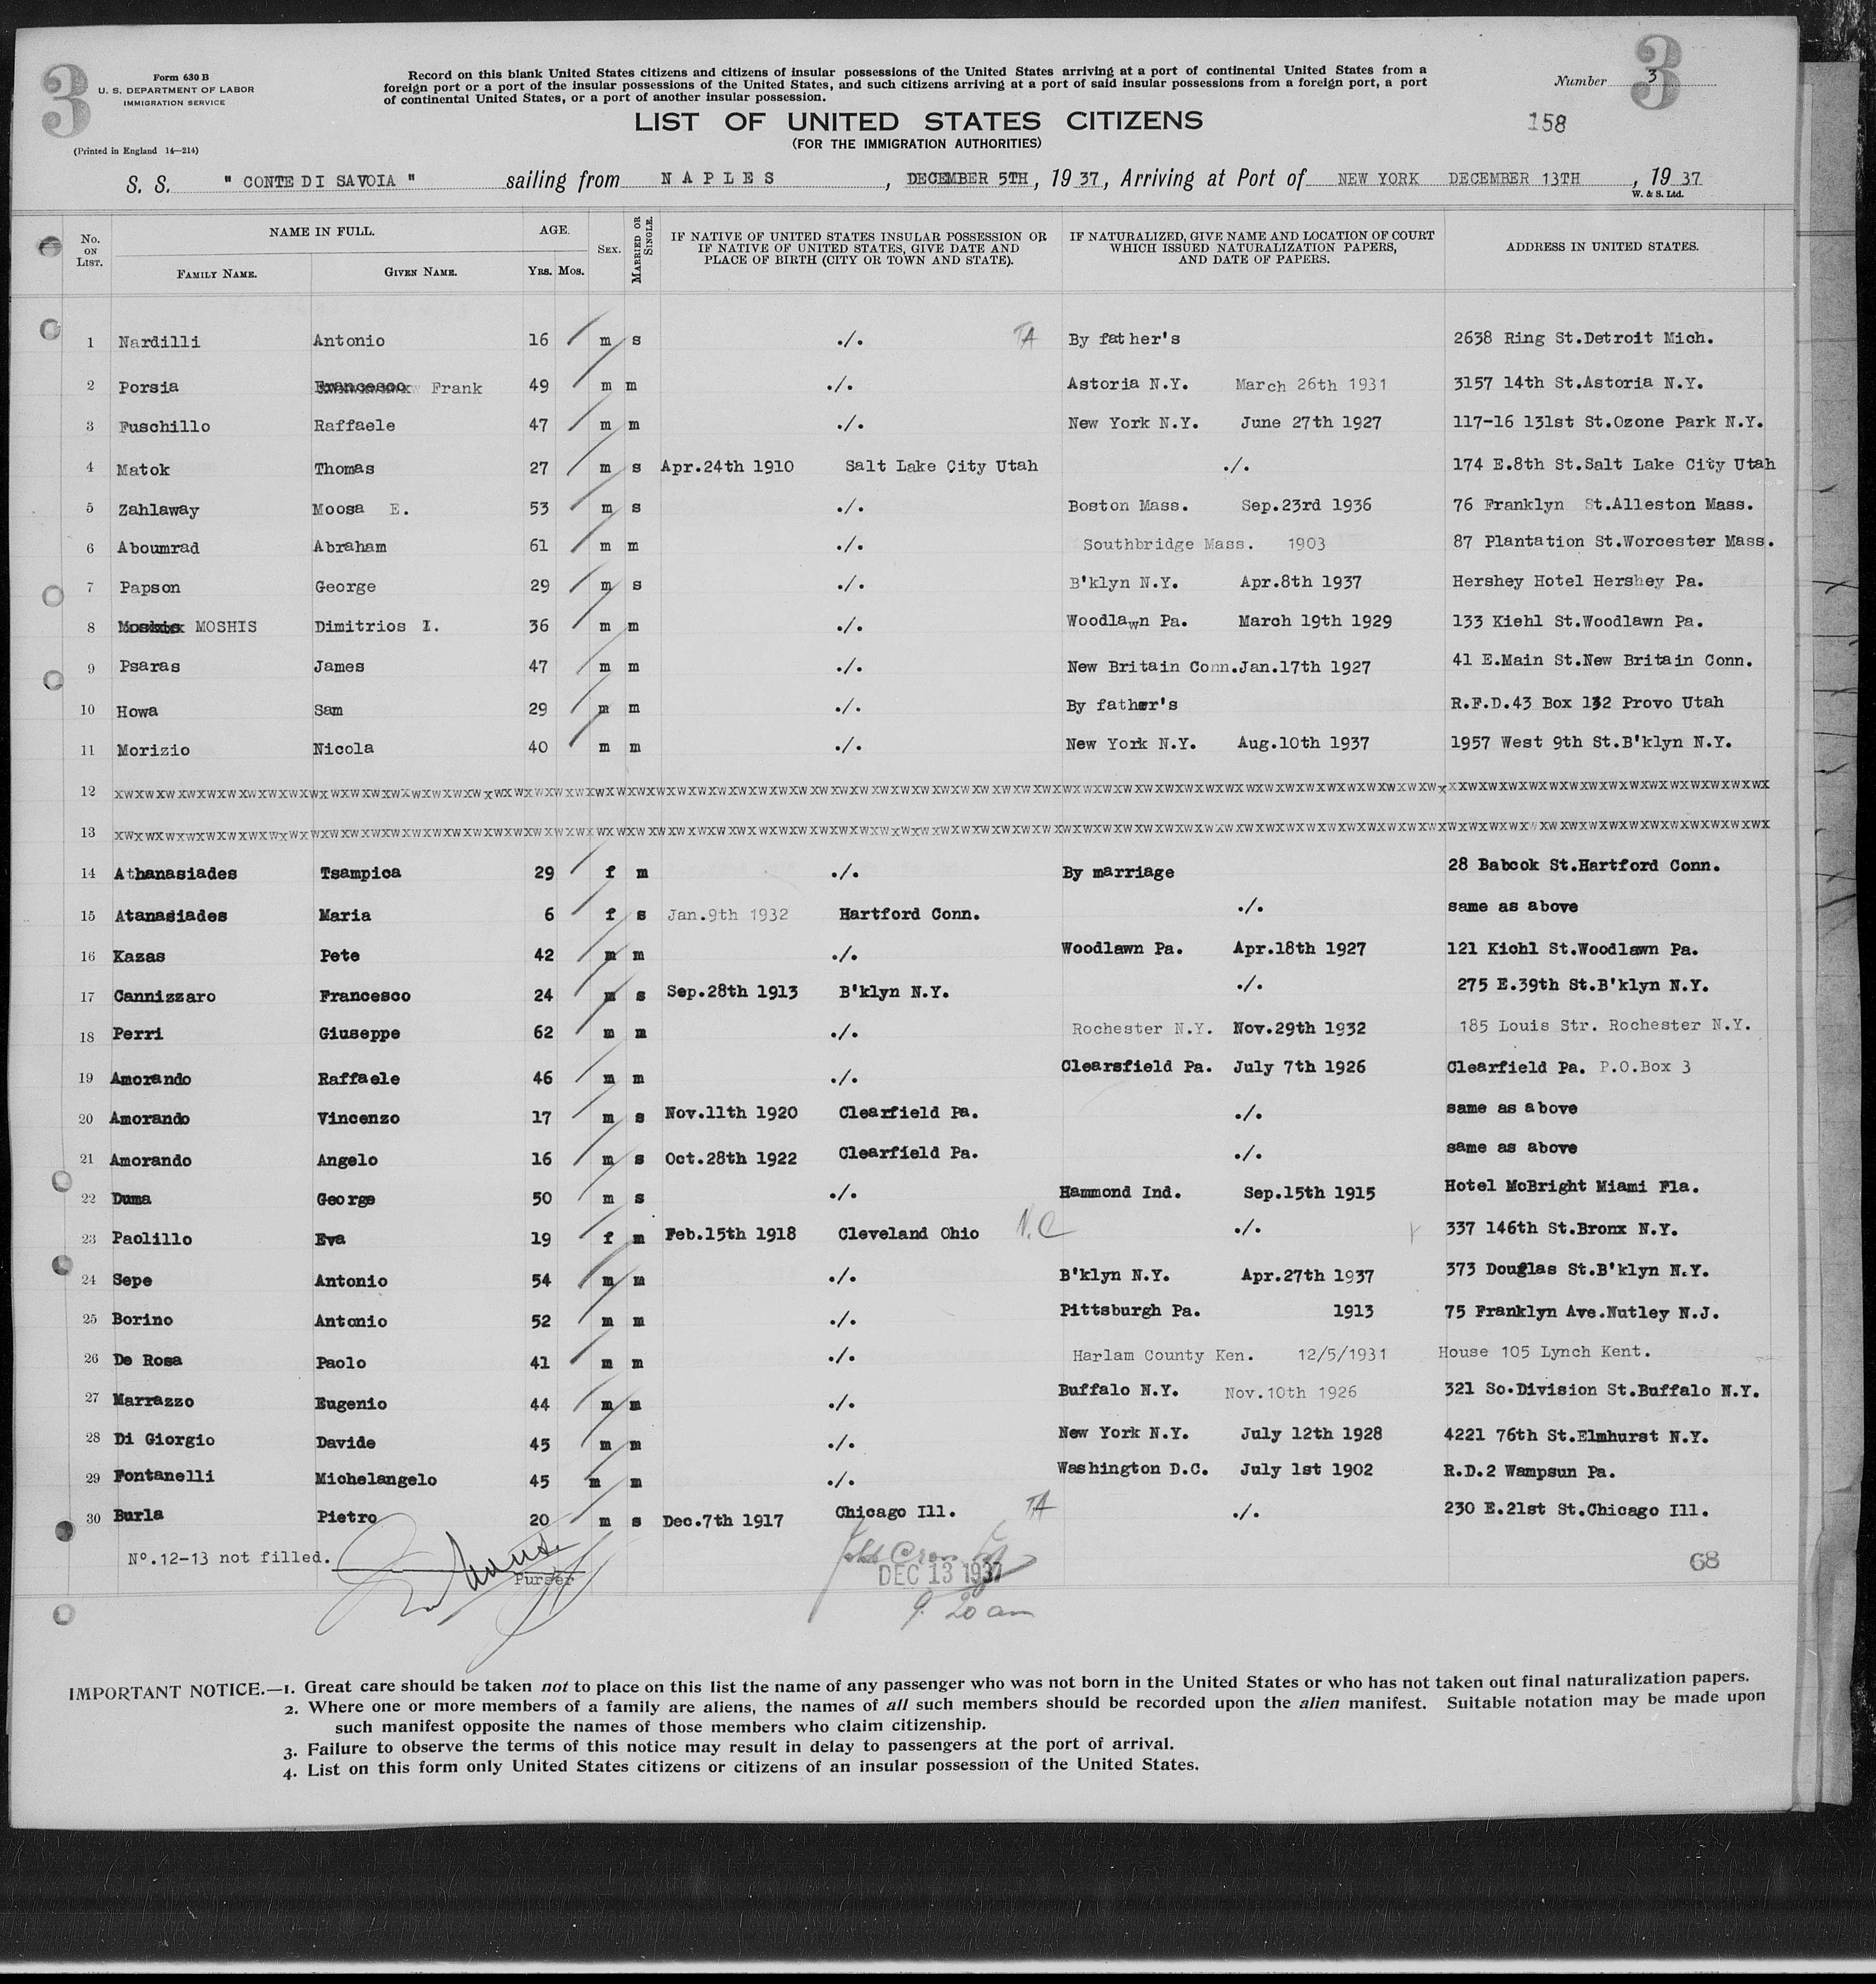 3
Form 630 B
U. S. DEPARTMENT OF LABOR
IMMIGRATION SERVICE
(Printed in England 14—214)
Record on this blank United States citizens and citizens of insular possessions of the United States arriving at a port of continental United States from a
foreign port or a port of the insular possessions of the United States, and such citizens arriving at a port of said insular possessions from a foreign port, a port
of continental United States, or a port of another insular possession.
Number 3
3
LIST OF UNITED STATES CITIZENS
(FOR THE IMMIGRATION AUTHORITIES)
158
S. S. " CONTE DI SAVOIA " sailing from NAPLES, DECEMBER 5TH, 19 37, Arriving at Port of NEW YORK DECEMBER 13TH, 19 37
W. & S. Ltd.
No. ON LIST. NAME IN FULL. FAMILY NAME. GIVEN NAME. AGE. YRS. MOS. SEX. MARRIED OR SINGLE. IF NATIVE OF UNITED STATES INSULAR POSSESSION OR IF NATIVE OF UNITED STATES, GIVE DATE AND PLACE OF BIRTH (CITY OR TOWN AND STATE). IF NATURALIZED, GIVE NAME AND LOCATION OF COURT WHICH ISSUED NATURALIZATION PAPERS, AND DATE OF PAPERS. ADDRESS IN UNITED STATES.
1 Nardilli Antonio 16 m s ./. TA By father's 2638 Ring St.Detroit Mich.
2 Porsia Francesco Frank 49 m m ./. Astoria N.Y. March 26th 1931 3157 14th St.Astoria N.Y.
3 Fuschillo Raffaele 47 m m ./. New York N.Y. June 27th 1927 117-16 131st St.Ozone Park N.Y.
4 Matok Thomas 27 m s Apr.24th 1910 Salt Lake City Utah ./. 174 E.8th St.Salt Lake City Utah
5 Zahlaway Moosa E. 53 m s ./. Boston Mass. Sep.23rd 1936 76 Franklyn St.Alleston Mass.
6 Aboumrad Abraham 61 m m ./. Southbridge Mass. 1903 87 Plantation St.Worcester Mass.
7 Papson George 29 m s ./. B'klyn N.Y. Apr.8th 1937 Hershey Hotel Hershey Pa.
8 MOSHIS Dimitrios I. 36 m m ./. Woodlawn Pa. March 19th 1929 133 Kiehl St.Woodlawn Pa.
9 Psaras James 47 m m ./. New Britain Conn.Jan.17th 1927 41 E.Main St.New Britain Conn.
10 Howa Sam 29 m m ./. By father's R.F.D.43 Box 132 Provo Utah
11 Morizio Nicola 40 m m ./. New York N.Y. Aug.10th 1937 1957 West 9th St.B'klyn N.Y.
12
13
14 Athanasiades Tsampica 29 f m ./. By marriage 28 Babcok St.Hartford Conn.
15 Atanasiades Maria 6 f s Jan.9th 1932 Hartford Conn. ./. same as above
16 Kazas Pete 42 m m ./. Woodlawn Pa. Apr.18th 1927 121 Kichl St.Woodlawn Pa.
17 Cannizzaro Francesco 24 m s Sep.28th 1913 B'klyn N.Y. ./. 275 E.39th St.B'klyn N.Y.
18 Perri Giuseppe 62 m m ./. Rochester N.Y. Nov.29th 1932 185 Louis Str. Rochester N.Y.
19 Amorando Raffaele 46 m m ./. Clearsfield Pa. July 7th 1926 Clearfield Pa. P.O.Box 3
20 Amorando Vincenzo 17 m s Nov.11th 1920 Clearfield Pa. ./. same as above
21 Amorando Angelo 16 m s Oct.28th 1922 Clearfield Pa. ./. same as above
22 Duma George 50 m s ./. Hammond Ind. Sep.15th 1915 Hotel McBright Miami Fla.
23 Paolillo Eva 19 f m Feb.15th 1918 Cleveland Ohio N.C ./. 337 146th St.Bronx N.Y.
24 Sepe Antonio 54 m m ./. B'klyn N.Y. Apr.27th 1937 373 Douglas St.B'klyn N.Y.
25 Borino Antonio 52 m m ./. Pittsburgh Pa. 1913 75 Franklyn Ave.Nutley N.J.
26 De Rosa Paolo 41 m m ./. Harlam County Ken. 12/5/1931 House 105 Lynch Kent.
27 Marrazzo Eugenio 44 m m ./. Buffalo N.Y. Nov.10th 1926 321 So.Division St.Buffalo N.Y.
28 Di Giorgio Davide 45 m m ./. New York N.Y. July 12th 1928 4221 76th St.Elmhurst N.Y.
29 Fontanelli Michelangelo 45 m m ./. Washington D.C. July 1st 1902 R.D.2 Wampsun Pa.
30 Burla Pietro 20 m s Dec.7th 1917 Chicago Ill. TA ./. 230 E.21st St.Chicago Ill.
Nº.12-13 not filled.
Purser
DEC 13 1937
9. 20 am
68
IMPORTANT NOTICE.—1. Great care should be taken not to place on this list the name of any passenger who was not born in the United States or who has not taken out final naturalization papers.
2. Where one or more members of a family are aliens, the names of all such members should be recorded upon the alien manifest. Suitable notation may be made upon
such manifest opposite the names of those members who claim citizenship.
3. Failure to observe the terms of this notice may result in delay to passengers at the port of arrival.
4. List on this form only United States citizens or citizens of an insular possession of the United States.